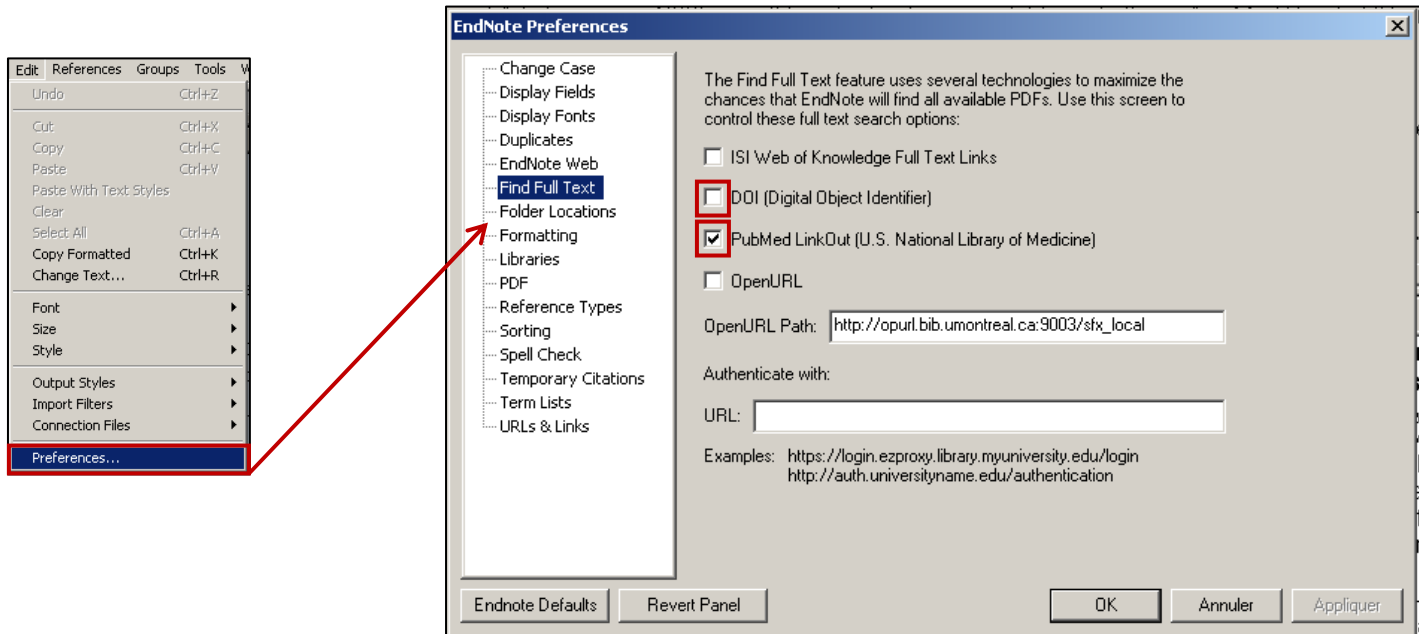 Edit References Groups Tools
Undo Ctrl+Z
Cut Ctrl+X
Copy Ctrl+C
Paste Ctrl+V
Paste With Text Styles
Clear
Select All Ctrl+A
Copy Formatted Ctrl+K
Change Text... Ctrl+R
Font
Size
Style
Output Styles
Import Filters
Connection Files
Preferences...
EndNote Preferences
Change Case
Display Fields
Display Fonts
Duplicates
EndNote Web
Find Full Text
Folder Locations
Formatting
Libraries
PDF
Reference Types
Sorting
Spell Check
Temporary Citations
Term Lists
URLs & Links
The Find Full Text feature uses several technologies to maximize the
chances that EndNote will find all available PDFs. Use this screen to
control these full text search options:
ISI Web of Knowledge Full Text Links
DOI (Digital Object Identifier)
PubMed LinkOut (U.S. National Library of Medicine)
OpenURL
OpenURL Path: http://opurl.bib.umontreal.ca:9003/sfx_local
Authenticate with:
URL:
Examples: https://login.ezproxy.library.myuniversity.edu/login
http://auth.universityname.edu/authentication
Endnote Defaults Revert Panel OK Annuler Appliquer